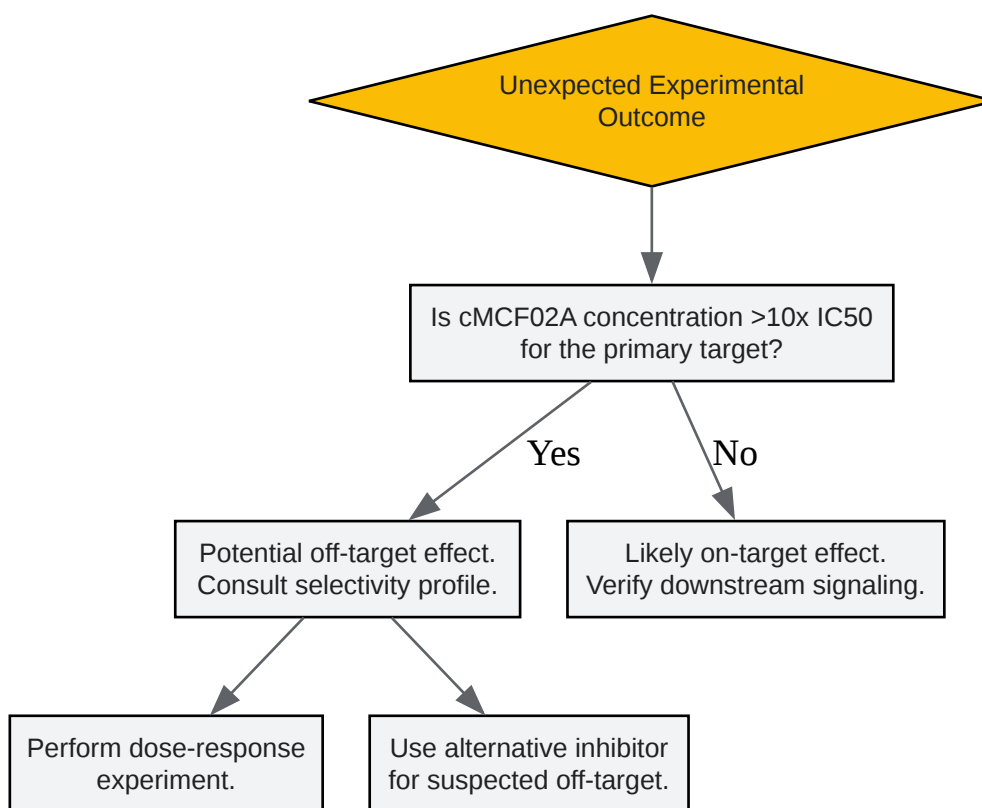 Unexpected Experimental
Outcome
Is cMCF02A concentration >10x IC50
for the primary target?
Yes
No
Potential off-target effect.
Consult selectivity profile.
Likely on-target effect.
Verify downstream signaling.
Perform dose-response
experiment.
Use alternative inhibitor
for suspected off-target.